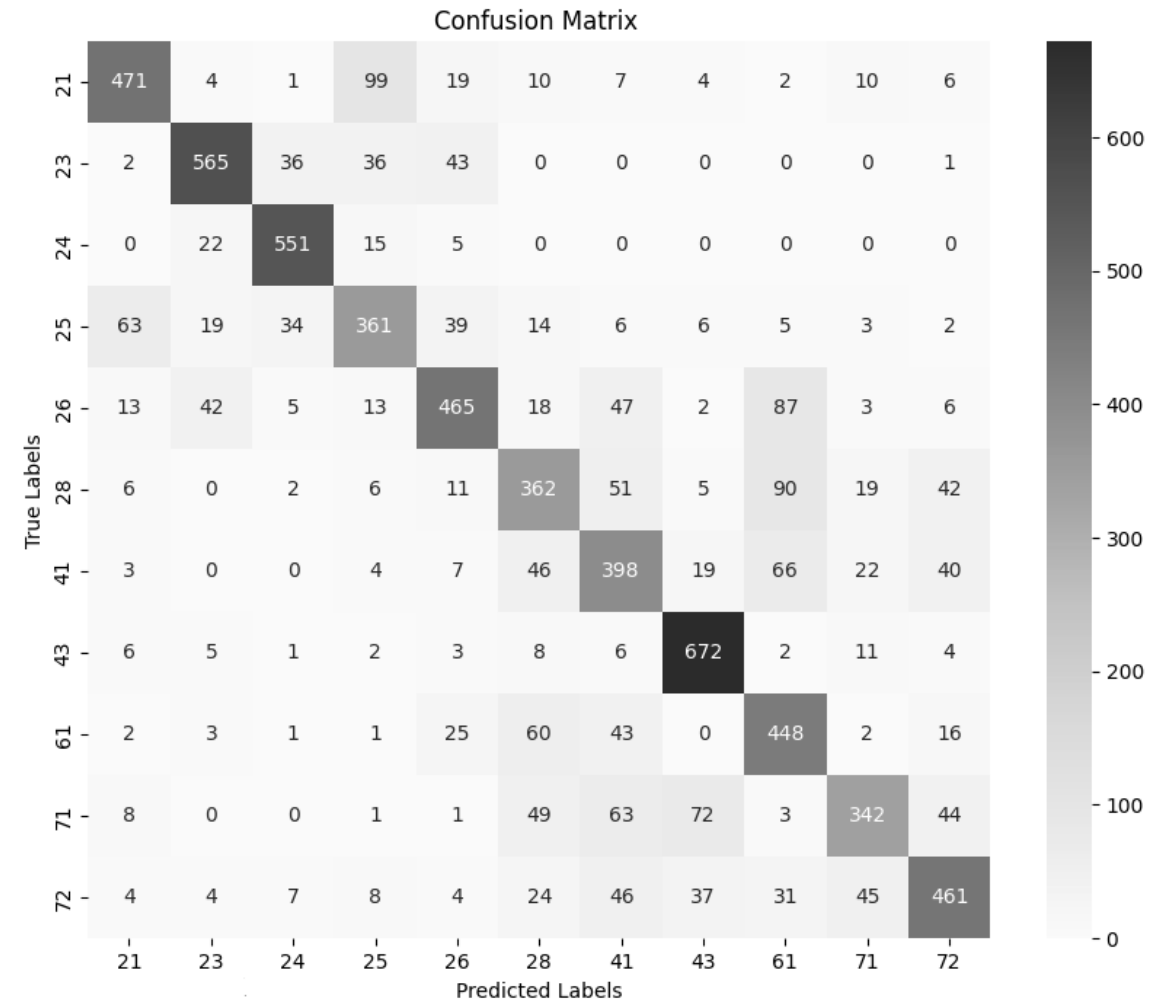 Confusion Matrix
21 471 4 1 99 19 10 7 4 2 10 6
600
23 2 565 36 36 43 0 0 0 0 0 1
24 0 22 551 15 5 0 0 0 0 0 0
500
25 63 19 34 361 39 14 6 6 5 3 2
26 13 42 5 13 465 18 47 2 87 3 6
400
True Labels
28 6 0 2 6 11 362 51 5 90 19 42
300
41 3 0 0 4 7 46 398 19 66 22 40
43 6 5 1 2 3 8 6 672 2 11 4
200
61 2 3 1 1 25 60 43 0 448 2 16
71 8 0 0 1 1 49 63 72 3 342 44
100
72 4 4 7 8 4 24 46 37 31 45 461
0
21 23 24 25 26 28 41 43 61 71 72
Predicted Labels